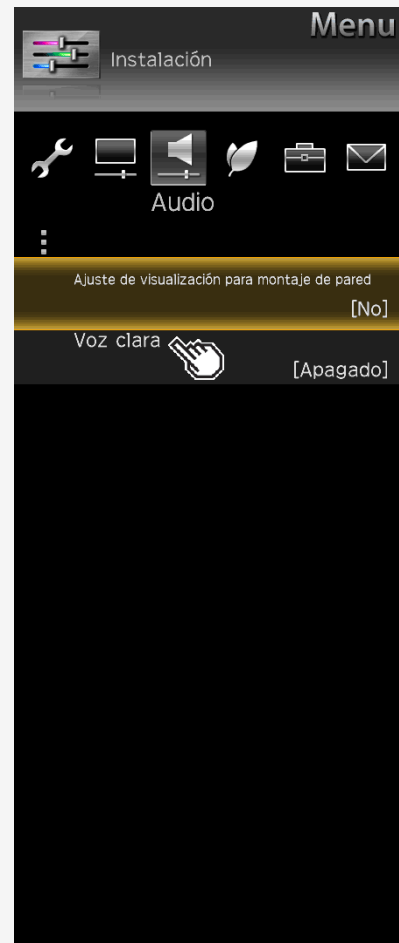 Menu
Instalación
Audio
Ajuste de visualización para montaje de pared
[No]
Voz clara
[Apagado]